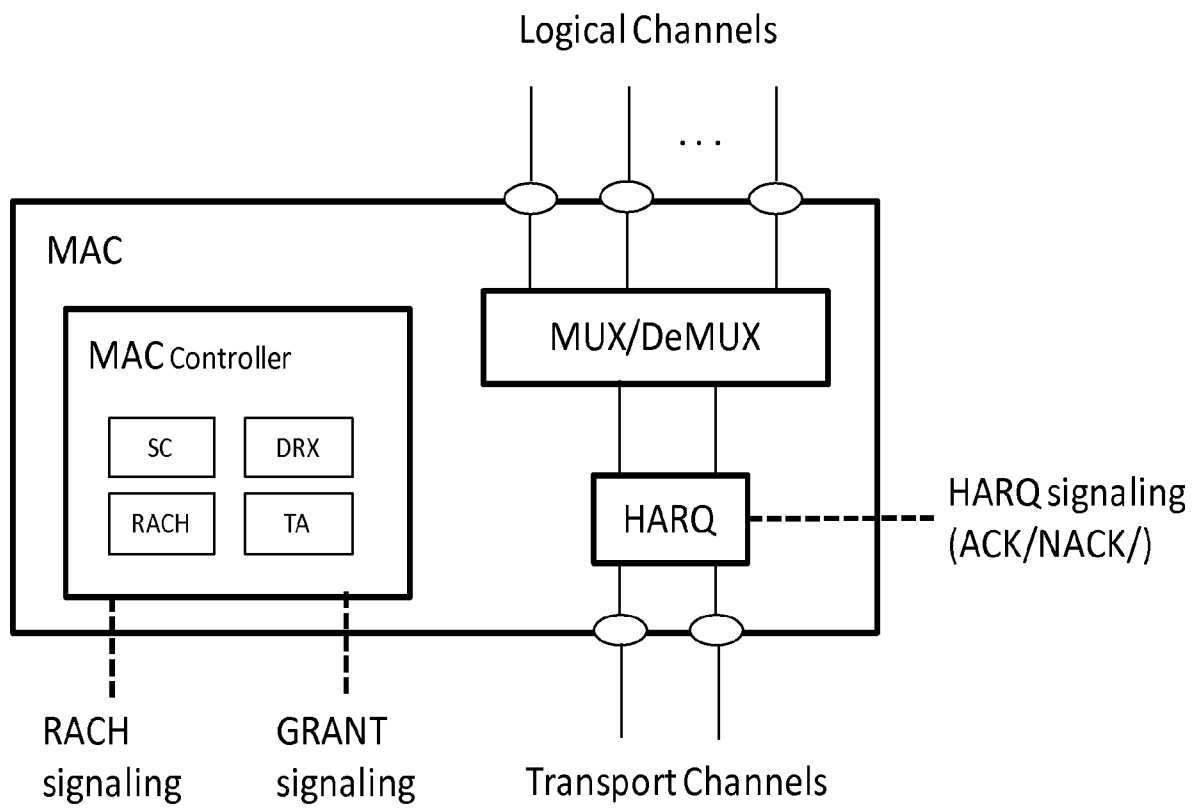 Logical Channels
. . .
MAC
MUX/DeMUX
MAC Controller
SC
DRX
RACH
TA
HARQ
HARQ signaling
(ACK/NACK/)
RACH
signaling
GRANT
signaling
Transport Channels